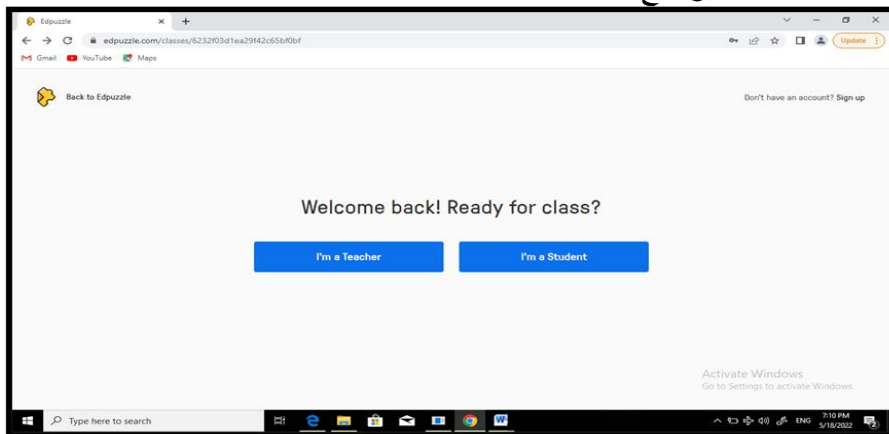 Edpuzzle
edpuzzle.com/classes/6232f03d1ea29f42c65bf0bf
Update
Gmail YouTube Maps
Back to Edpuzzle
Don't have an account? Sign up
Welcome back! Ready for class?
I'm a Teacher I'm a Student
Activate Windows
Go to Settings to activate Windows.
Type here to search
ENG
7:10 PM
5/18/2022